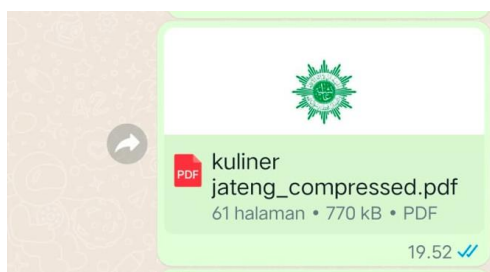 PDF
kuliner
jateng_compressed.pdf
61 halaman • 770 kB • PDF
19.52